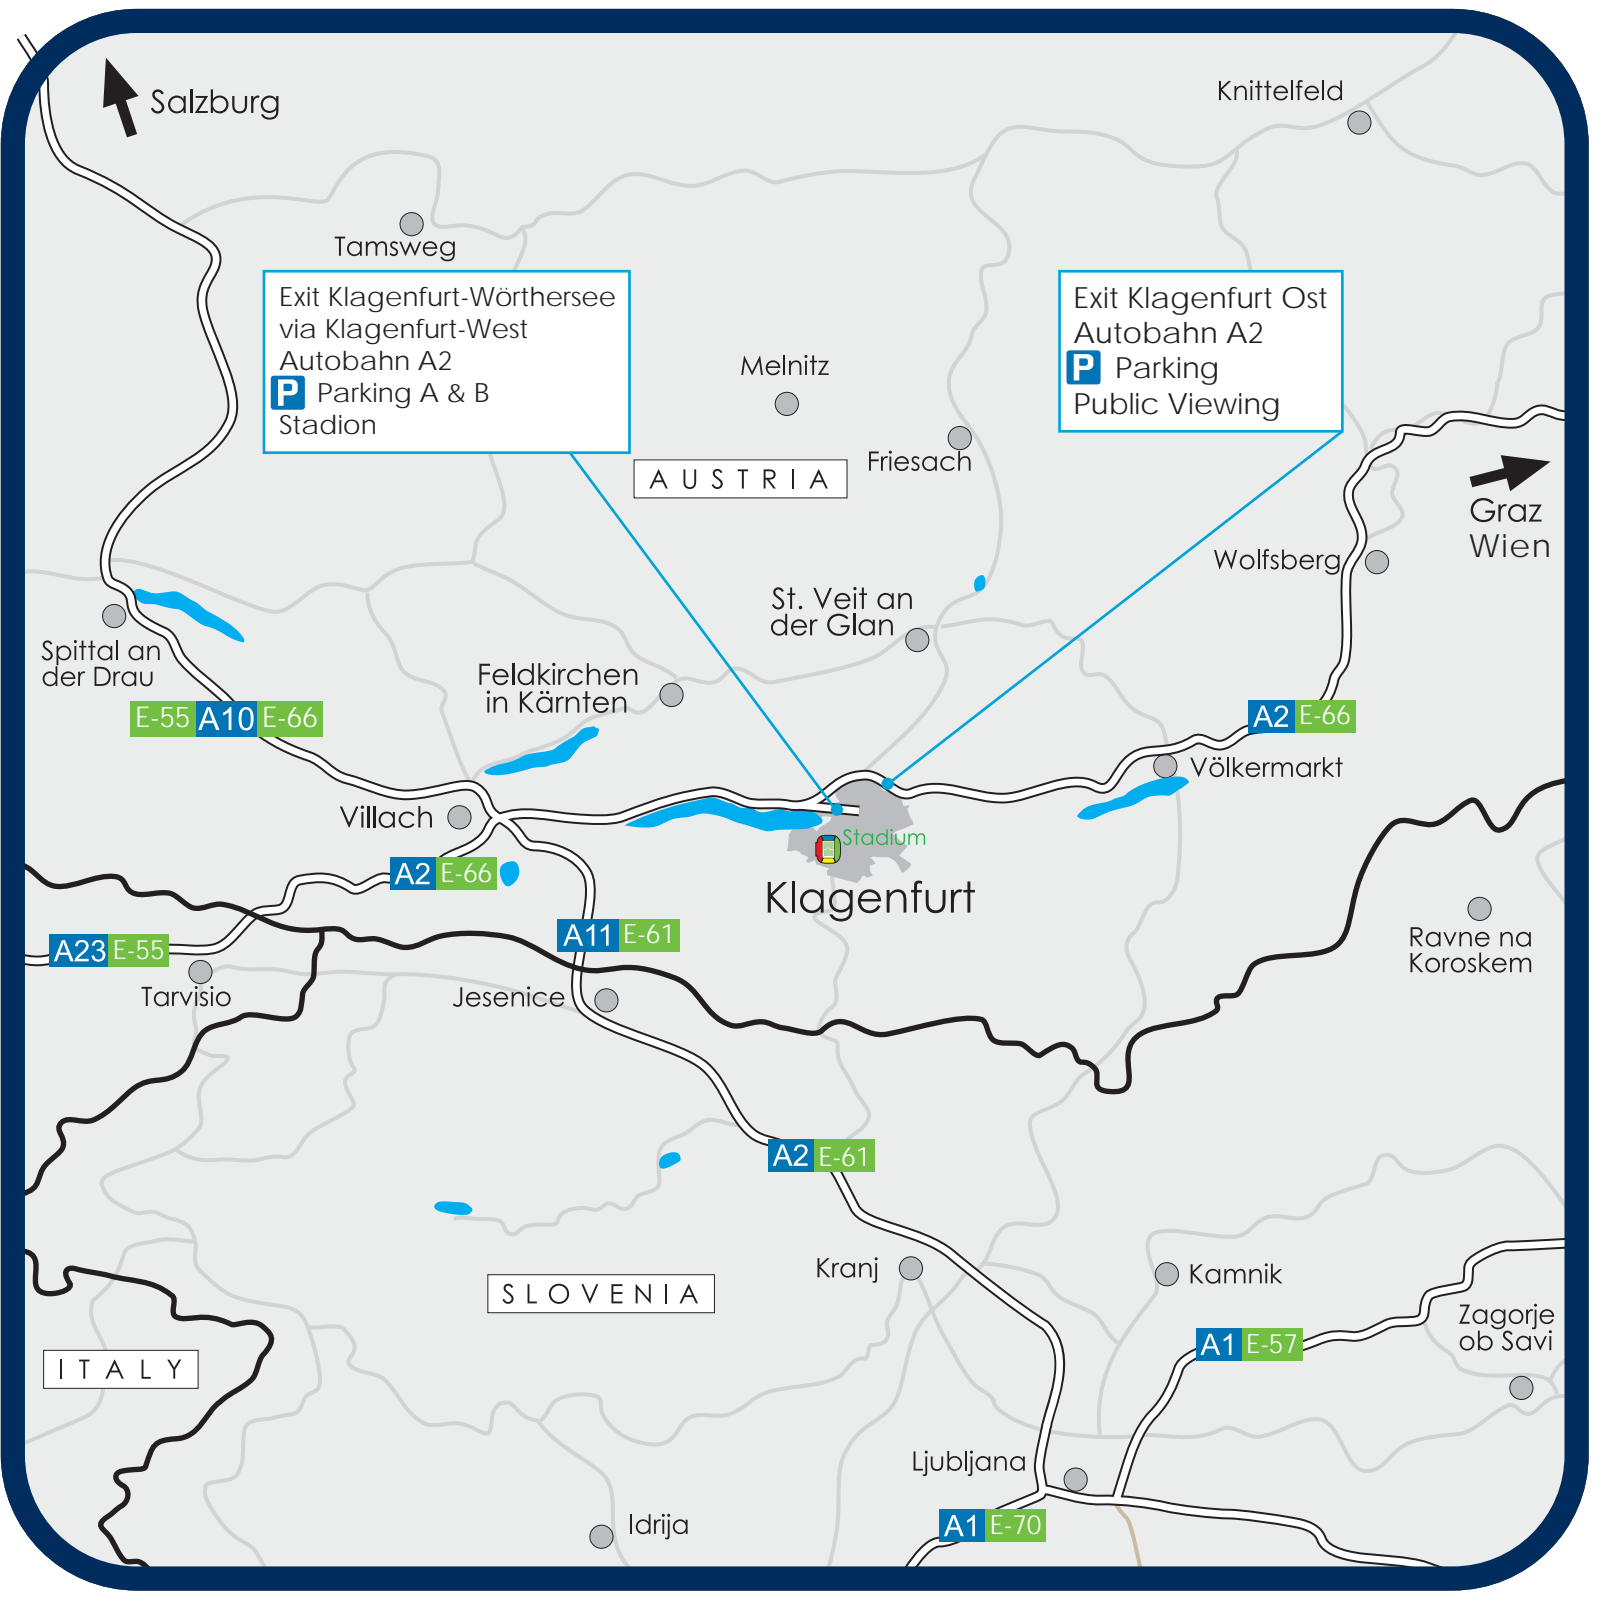 Salzburg
Knittelfeld
Tamsweg
Exit Klagenfurt-Wörthersee
via Klagenfurt-West
Autobahn A2
P Parking A & B
Stadion
Exit Klagenfurt Ost
Autobahn A2
P Parking
Public Viewing
Melnitz
Friesach
AUSTRIA
Graz
Wien
Wolfsberg
St. Veit an
der Glan
Spittal an
der Drau
Feldkirchen
in Kärnten
E-55 A10 E-66
A2 E-66
Völkermarkt
Villach
Stadium
A2 E-66
Klagenfurt
A11 E-61
A23 E-55
Ravne na
Koroskem
Tarvisio
Jesenice
A2 E-61
Kranj
Kamnik
SLOVENIA
Zagorje
ob Savi
A1 E-57
ITALY
Ljubljana
A1 E-70
Idrija